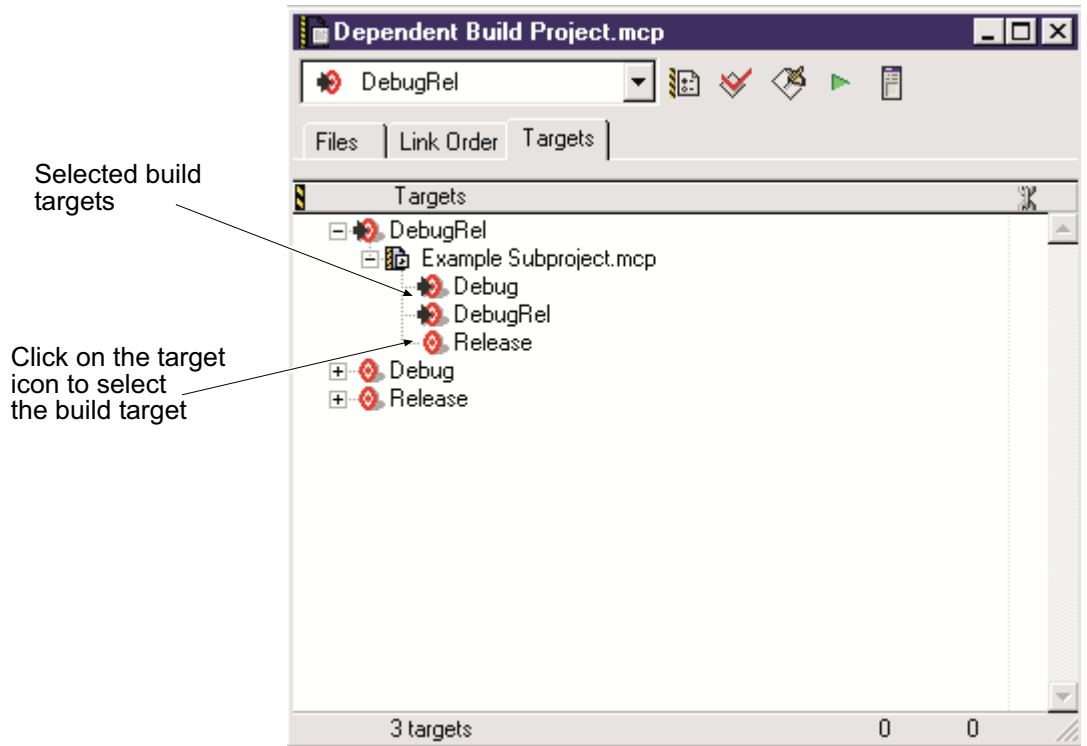 Dependent Build Project.mcp
DebugRel
Files Link Order Targets
Selected build
targets
Targets
DebugRel
Example Subproject.mcp
Debug
DebugRel
Release
Click on the target
icon to select
the build target
Debug
Release
3 targets 0 0